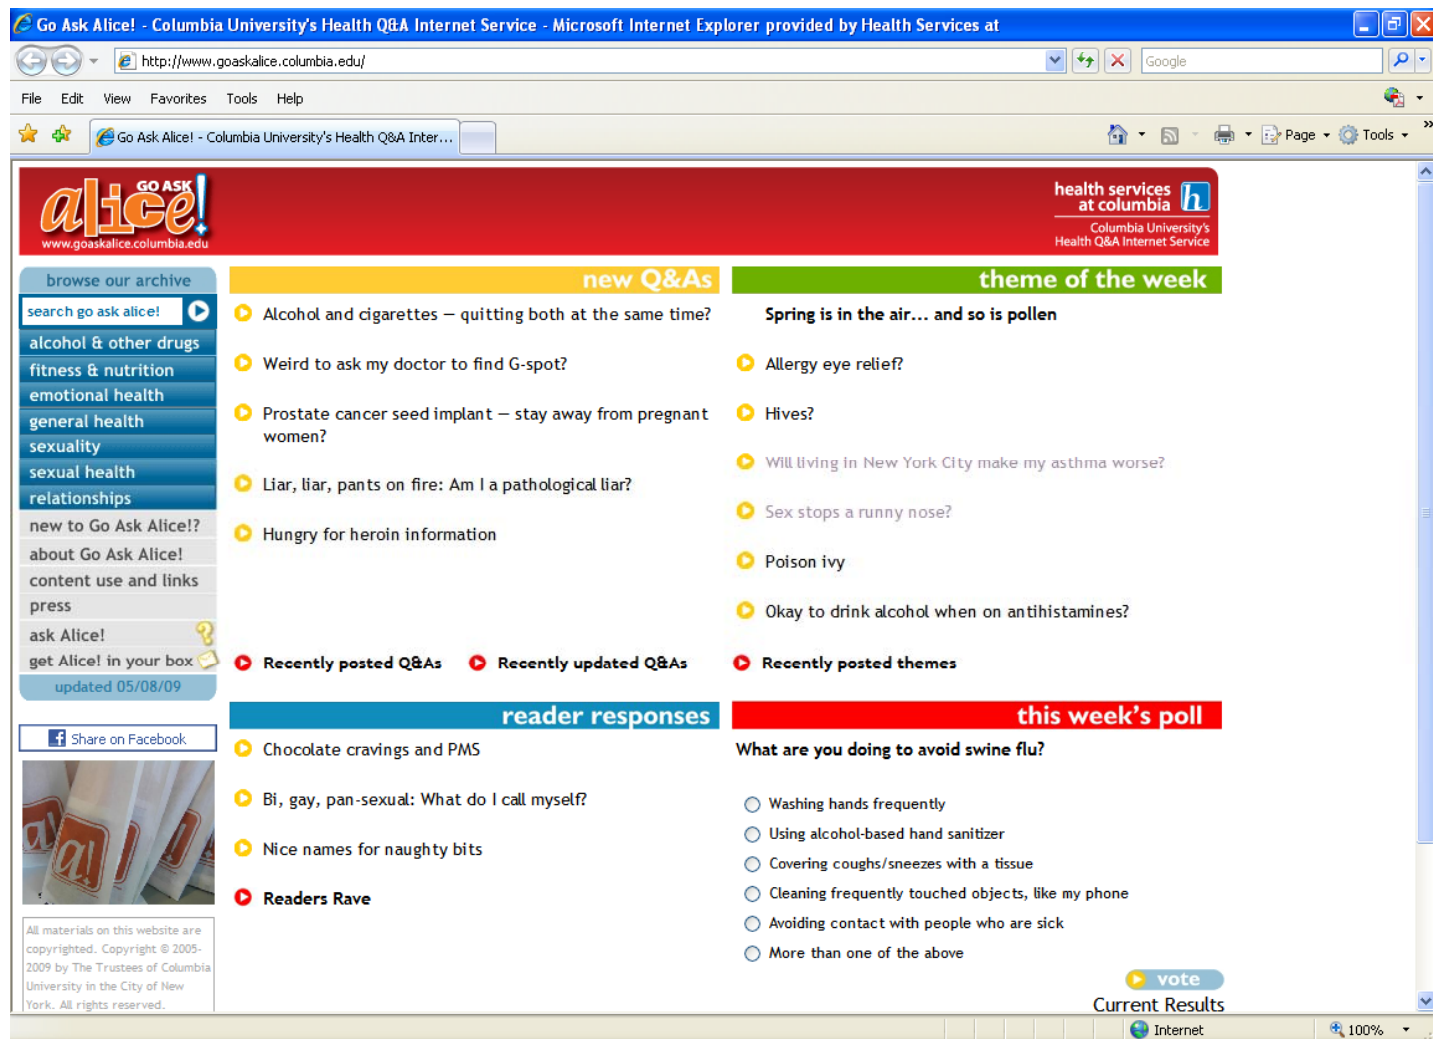 Go Ask Alice! - Columbia University's Health Q&A Internet Service - Microsoft Internet Explorer provided by Health Services at
http://www.goaskalice.columbia.edu/
Google
File Edit View Favorites Tools Help
Go Ask Alice! - Columbia University's Health Q&A Inter...
Page Tools
GO ASK
alice!
www.goaskalice.columbia.edu
health services
at columbia h
Columbia University's
Health Q&A Internet Service
browse our archive
search go ask alice!
alcohol & other drugs
fitness & nutrition
emotional health
general health
sexuality
sexual health
relationships
new to Go Ask Alice!?
about Go Ask Alice!
content use and links
press
ask Alice!
get Alice! in your box
updated 05/08/09
f Share on Facebook
a!
a!
a!
All materials on this website are
copyrighted. Copyright © 2005-
2009 by The Trustees of Columbia
University in the City of New
York. All rights reserved.
new Q&As
Alcohol and cigarettes — quitting both at the same time?
Weird to ask my doctor to find G-spot?
Prostate cancer seed implant — stay away from pregnant
women?
Liar, liar, pants on fire: Am I a pathological liar?
Hungry for heroin information
Recently posted Q&As Recently updated Q&As
theme of the week
Spring is in the air... and so is pollen
Allergy eye relief?
Hives?
Will living in New York City make my asthma worse?
Sex stops a runny nose?
Poison ivy
Okay to drink alcohol when on antihistamines?
Recently posted themes
reader responses
Chocolate cravings and PMS
Bi, gay, pan-sexual: What do I call myself?
Nice names for naughty bits
Readers Rave
this week's poll
What are you doing to avoid swine flu?
Washing hands frequently
Using alcohol-based hand sanitizer
Covering coughs/sneezes with a tissue
Cleaning frequently touched objects, like my phone
Avoiding contact with people who are sick
More than one of the above
vote
Current Results
Internet
100%